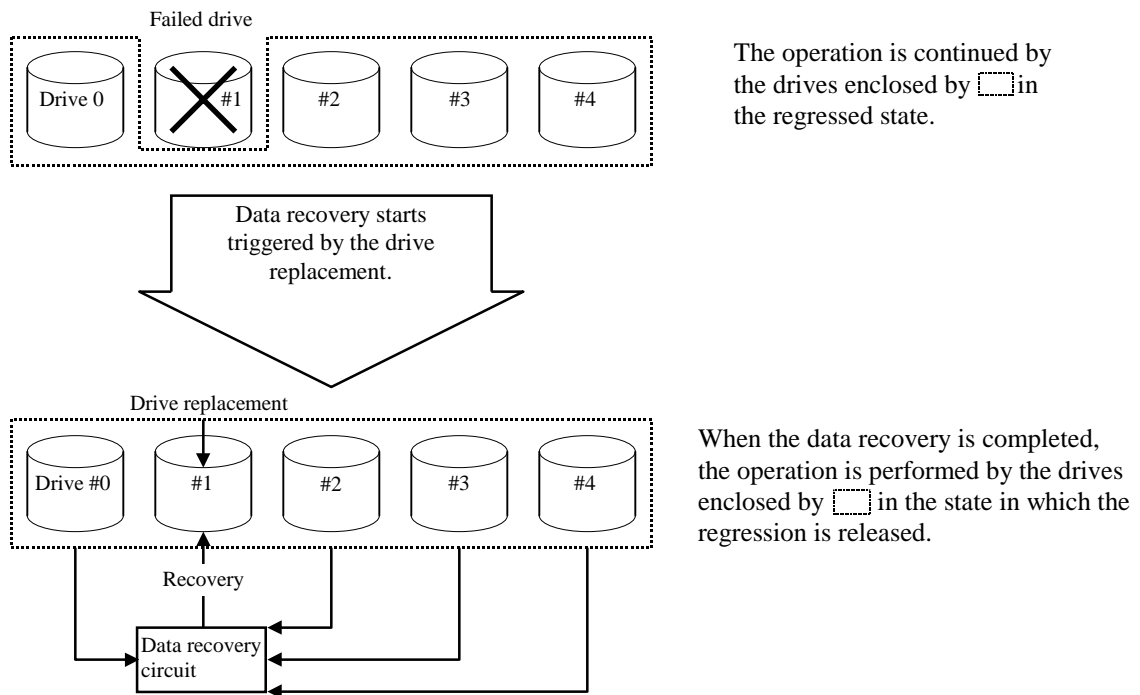 Failed drive
Drive 0
#1
#2
#3
#4
The operation is continued by
the drives enclosed by in
the regressed state.
Data recovery starts
triggered by the drive
replacement.
Drive replacement
Drive #0
#1
#2
#3
#4
When the data recovery is completed,
the operation is performed by the drives
enclosed by in the state in which the
regression is released.
Recovery
Data recovery
circuit